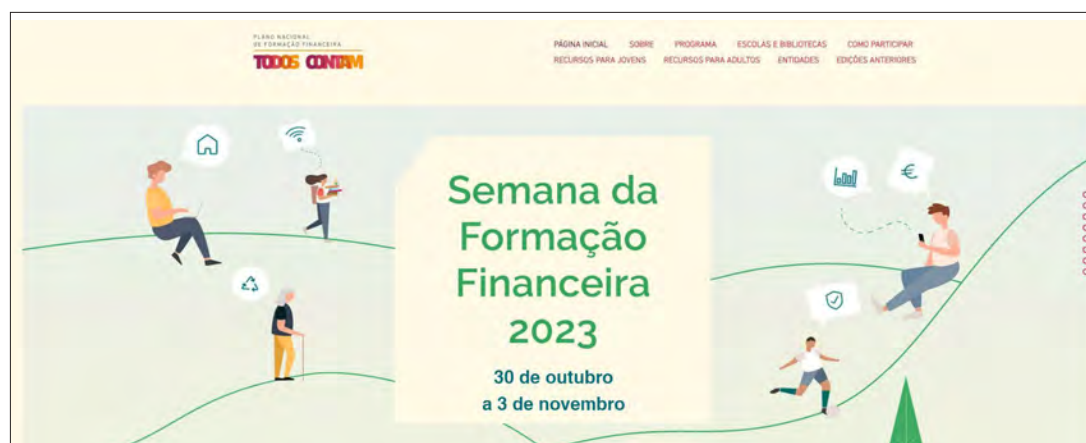 PLANO NACIONAL
DE FORMAÇÃO FINANCEIRA
TODOS CONTAM
PÁGINA INICIAL SOBRE PROGRAMA ESCOLAS E BIBLIOTECAS COMO PARTICIPAR
RECURSOS PARA JOVENS RECURSOS PARA ADULTOS ENTIDADES EDIÇÕES ANTERIORES
€
Semana da
Formação
Financeira
2023
30 de outubro
a 3 de novembro